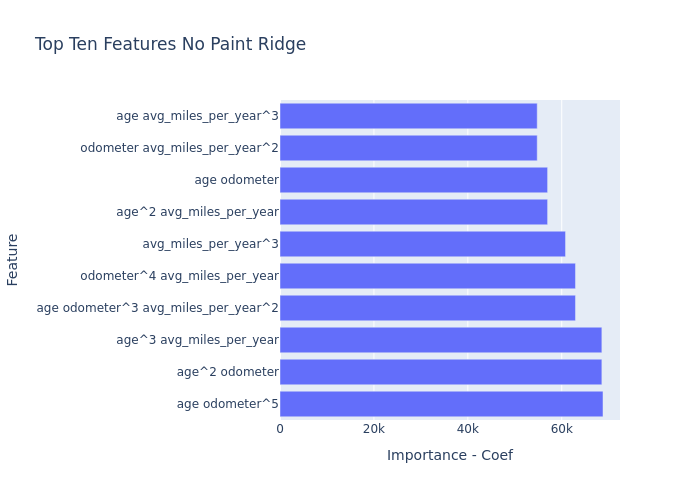 Top Ten Features No Paint Ridge
age avg_miles_per_year^3
odometer avg_miles_per_year^2
age odometer
age^2 avg_miles_per_year
avg_miles_per_year^3
odometer^4 avg_miles_per_year
age odometer^3 avg_miles_per_year^2
age^3 avg_miles_per_year
age^2 odometer
age odometer^5
Feature
0 20k 40k 60k
Importance - Coef